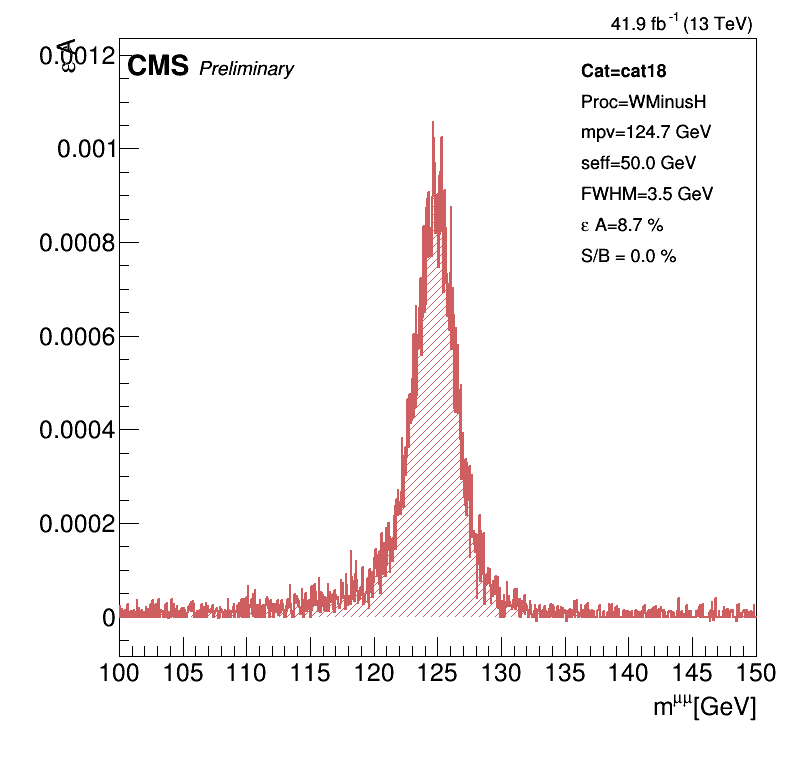 41.9 fb⁻¹ (13 TeV)
ε A
CMS Preliminary
Cat=cat18
Proc=WMinusH
mpv=124.7 GeV
seff=50.0 GeV
FWHM=3.5 GeV
ε A=8.7 %
S/B = 0.0 %
0.0012
0.001
0.0008
0.0006
0.0004
0.0002
0
100 105 110 115 120 125 130 135 140 145 150
m^μμ[GeV]